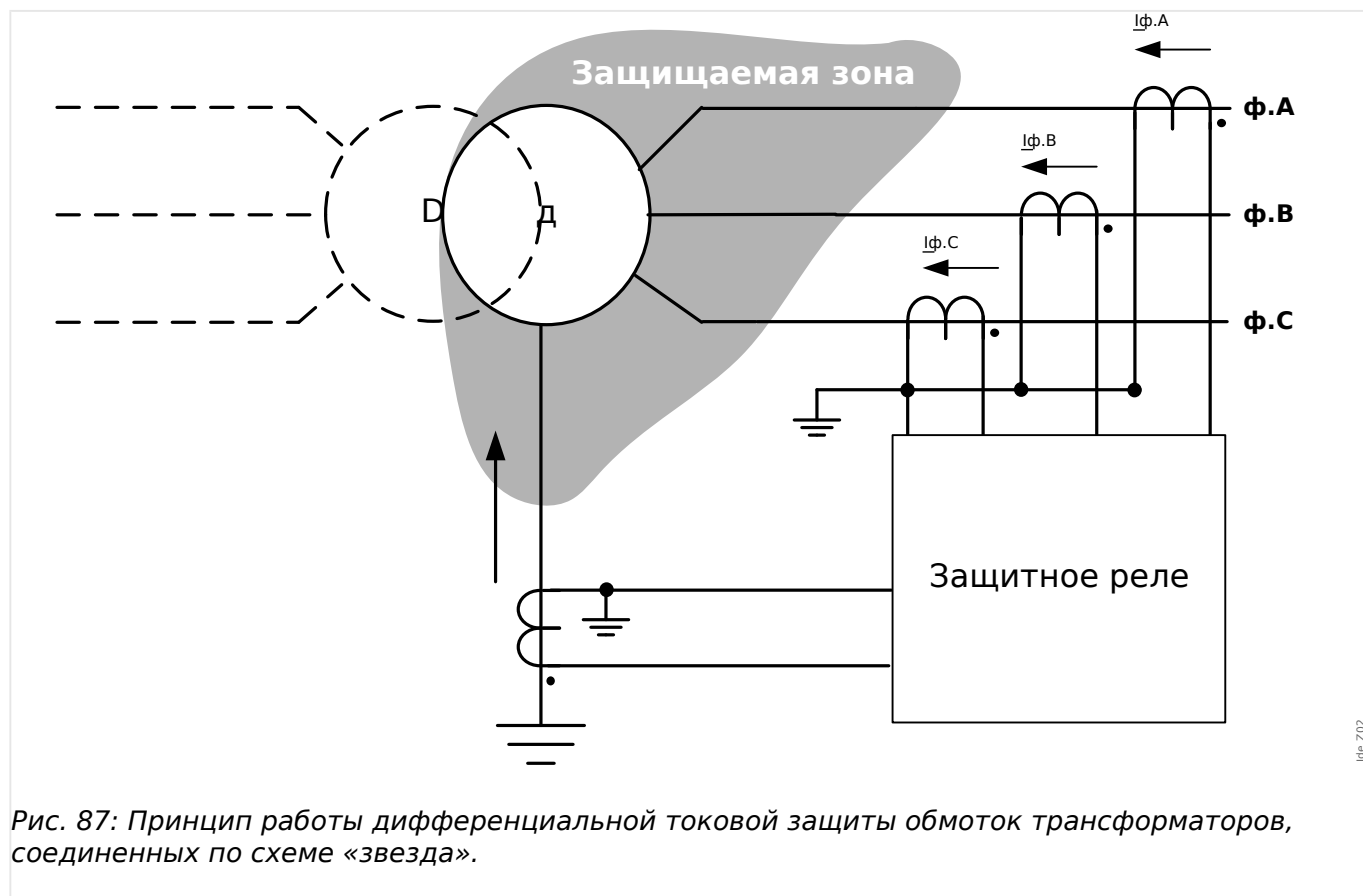 Iф.A
Защищаемая зона
ф.A
Iф.B
D
д
ф.B
Iф.C
ф.C
Защитное реле
Ide_Z02
Рис. 87: Принцип работы дифференциальной токовой защиты обмоток трансформаторов,
соединенных по схеме «звезда».